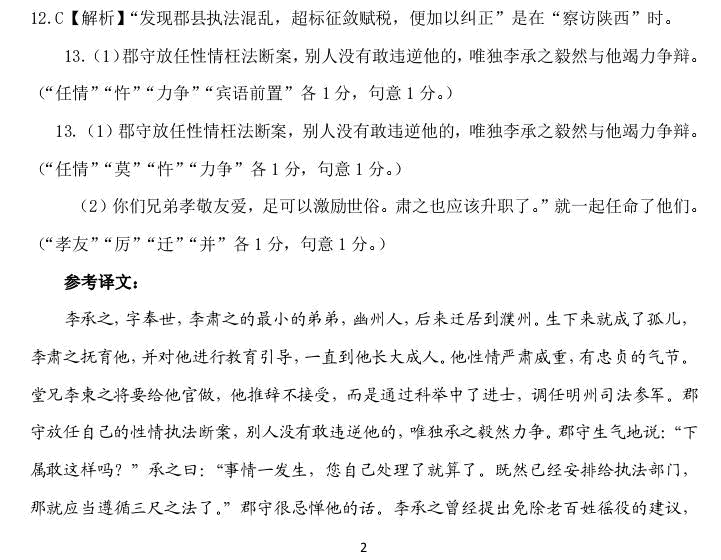 12.C【解析】“发现郡县执法混乱，超标征敛赋税，便加以纠正”是在“察访陕西”时。
13.（1）郡守放任性情枉法断案，别人没有敢违逆他的，唯独李承之毅然与他竭力争辩。
（“任情”“忤”“力争”“宾语前置”各 1 分，句意 1 分。）
13.（1）郡守放任性情枉法断案，别人没有敢违逆他的，唯独李承之毅然与他竭力争辩。
（“任情”“莫”“忤”“力争”各 1 分，句意 1 分。）
（2）你们兄弟孝敬友爱，足可以激励世俗。肃之也应该升职了。”就一起任命了他们。
（“孝友”“厉”“迁”“并”各 1 分，句意 1 分。）
参考译文：
李承之，字奉世，李肃之的最小的弟弟，幽州人，后来迁居到濮州。生下来就成了孤儿，
李肃之抚育他，并对他进行教育引导，一直到他长大成人。他性情严肃威重，有忠贞的气节。
堂兄李柬之将要给他官做，他推辞不接受，而是通过科举中了进士，调任明州司法参军。郡
守放任自己的性情执法断案，别人没有敢违逆他的，唯独承之毅然力争。郡守生气地说：“下
属敢这样吗？”承之曰：“事情一发生，您自己处理了就算了。既然已经安排给执法部门，
那就应当遵循三尺之法了。”郡守很忌惮他的话。李承之曾经提出免除老百姓徭役的建议，
2